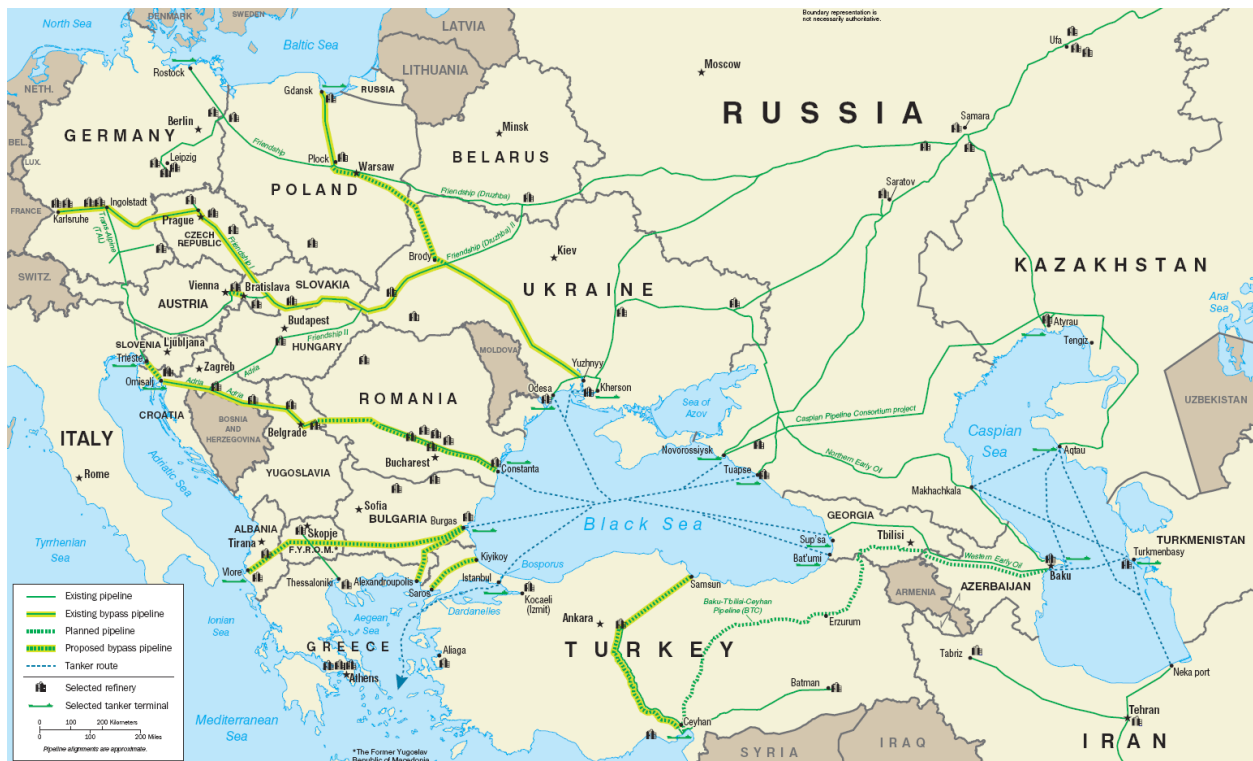 Boundary representation is
not necessarily authoritative.
North Sea
DENMARK
SWEDEN
Baltic Sea
LATVIA
LITHUANIA
RUSSIA
Moscow
RUSSIA
Ufa
Samara
Saratov
Rostock
Gdansk
NETH.
BEL.
LUX.
FRANCE
SWITZ.
GERMANY
Berlin
Leipzig
Friendship
Plock
Warsaw
POLAND
Minsk
BELARUS
Friendship (Druzhba)
Friendship (Druzhba) II
Karlsruhe
Ingolstadt
Trans-Alpine
(TAL)
Prague
CZECH
REPUBLIC
Friendship I
Brody
Kiev
UKRAINE
KAZAKHSTAN
Aral
Sea
Vienna
Bratislava
SLOVAKIA
AUSTRIA
Budapest
HUNGARY
Friendship II
SLOVENIA
Ljubljana
Trieste
Zagreb
Omisalj
Adria
Adria
Adria
CROATIA
BOSNIA
AND
HERZEGOVINA
Belgrade
YUGOSLAVIA
ROMANIA
Bucharest
Constanta
MOLDOVA
Odesa
Yuzhnyy
Kherson
Sea of
Azov
Atyrau
Tengiz
UZBEKISTAN
Caspian Pipeline Consortium project
Novorossiysk
Tuapse
Northern Early Oil
Caspian
Sea
Aqtau
Makhachkala
ITALY
Rome
Adriatic Sea
Tyrrhenian
Sea
Sofia
BULGARIA
Burgas
ALBANIA
Tirana
Skopje
F.Y.R.O.M.*
Vlore
Thessaloniki
Alexandroupolis
Kiyikoy
Saros
Istanbul
Bosporus
Kocaeli
(Izmit)
Dardanelles
Black Sea
GEORGIA
Sup'sa
Bat'umi
Tbilisi
Western Early Oil
AZERBAIJAN
ARMENIA
Baku
TURKMENISTAN
Turkmenbasy
Samsun
Ankara
TURKEY
Baku-T'bilisi-Ceyhan
Pipeline (BTC)
Erzurum
Batman
Ceyhan
Tabriz
Neka port
Tehran
IRAN
IRAQ
SYRIA
Ionian
Sea
Aegean
Sea
GREECE
Athens
Aliaga
Mediterranean
Sea
Existing pipeline
Existing bypass pipeline
Planned pipeline
Proposed bypass pipeline
Tanker route
Selected refinery
Selected tanker terminal
0 100 200 Kilometers
0 100 200 Miles
Pipeline alignments are approximate.
*The Former Yugoslav
Republic of Macedonia